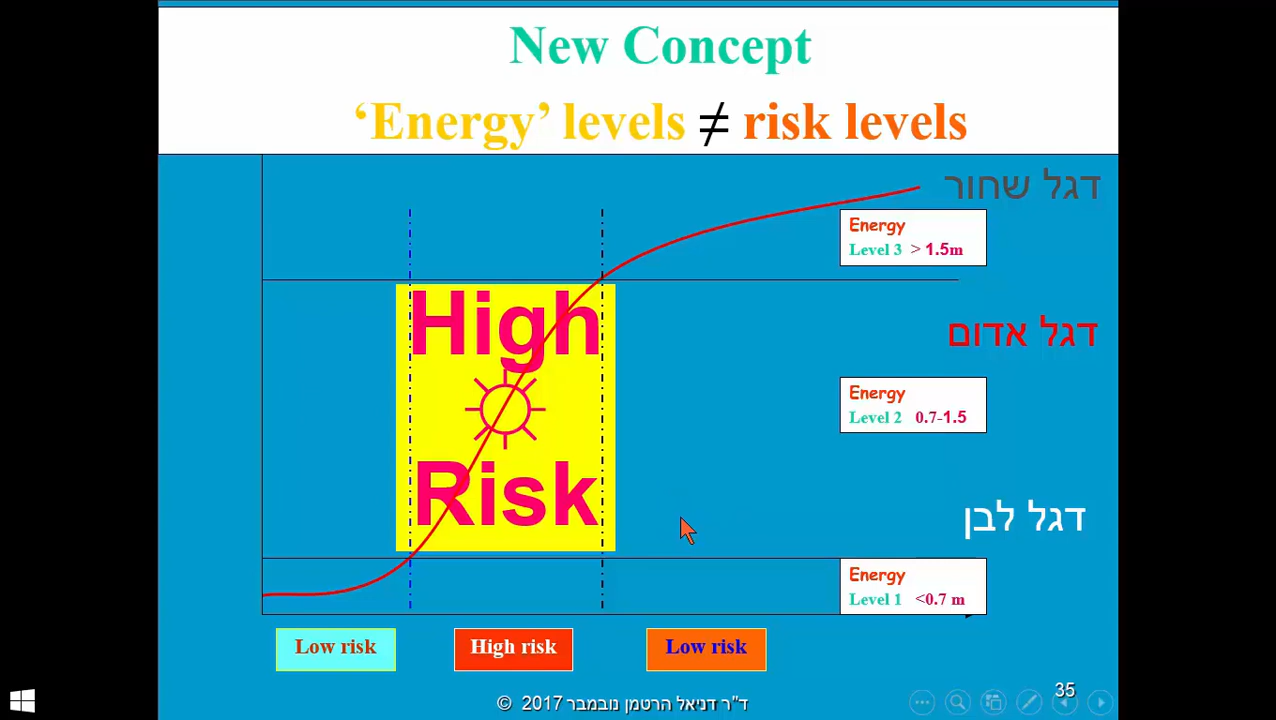 New Concept
‘Energy’ levels ≠ risk levels
דגל שחור
Energy
Level 3 > 1.5m
High
Risk
דגל אדום
Energy
Level 2 0.7-1.5
דגל לבן
Energy
Level 1 <0.7 m
Low risk
High risk
Low risk
ד"ר דניאל הרטמן נובמבר 2017 ©
35